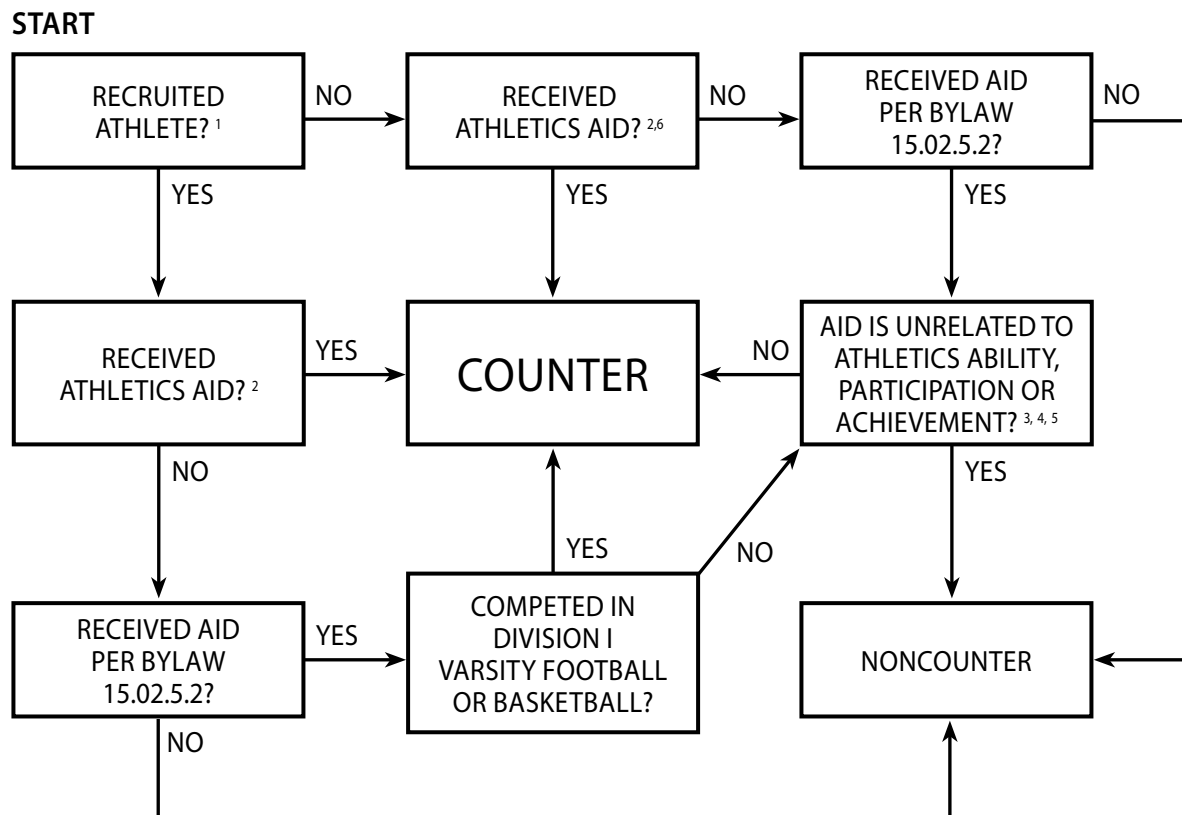 START
RECRUITED
ATHLETE? 1
NO
RECEIVED
ATHLETICS AID? 2,6
NO
RECEIVED AID
PER BYLAW
15.02.5.2?
NO
YES
YES
YES
RECEIVED
ATHLETICS AID? 2
YES
COUNTER
NO
AID IS UNRELATED TO
ATHLETICS ABILITY,
PARTICIPATION OR
ACHIEVEMENT? 3, 4, 5
NO
YES
YES
NO
RECEIVED AID
PER BYLAW
15.02.5.2?
YES
COMPETED IN
DIVISION I
VARSITY FOOTBALL
OR BASKETBALL?
NONCOUNTER
NO